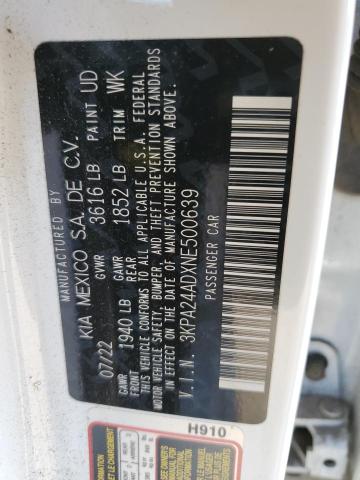 MANUFACTURED BY
KIA MEXICO S.A. DE C.V.
07/22 GVWR 3616 LB PAINT UD
GAWR FRONT 1940 LB GAWR REAR 1852 LB TRIM WK
THIS VEHICLE CONFORMS TO ALL APPLICABLE U.S.A. FEDERAL
MOTOR VEHICLE SAFETY, BUMPER, AND THEFT PREVENTION STANDARDS
IN EFFECT ON THE DATE OF MANUFACTURE SHOWN ABOVE.
V.I.N. 3KPA24ADXNE500639
PASSENGER CAR
H910